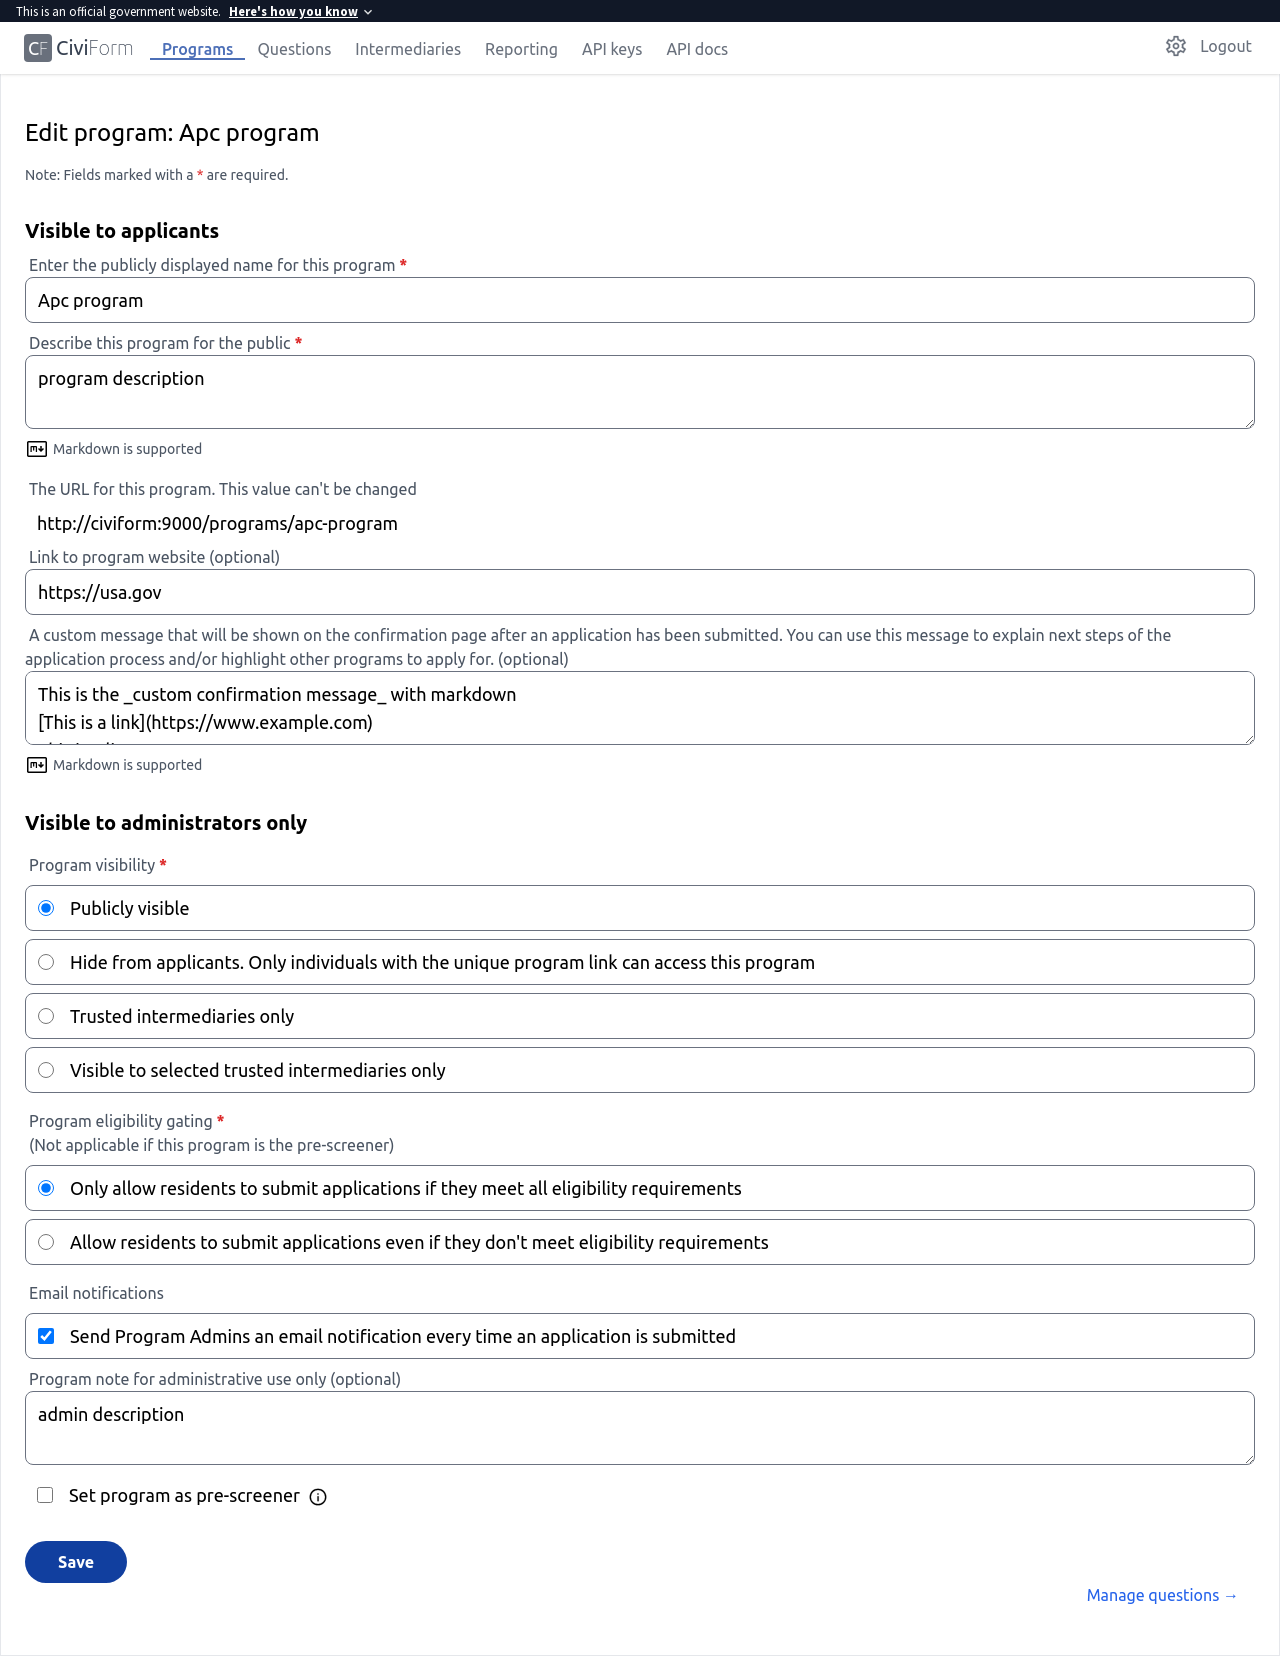 This is an official government website. Here's how you know
CF CiviForm Programs Questions Intermediaries Reporting API keys API docs Logout
Edit program: Apc program
Note: Fields marked with a * are required.
Visible to applicants
Enter the publicly displayed name for this program *
Apc program
Describe this program for the public *
program description
Markdown is supported
The URL for this program. This value can't be changed
http://civiform:9000/programs/apc-program
Link to program website (optional)
https://usa.gov
A custom message that will be shown on the confirmation page after an application has been submitted. You can use this message to explain next steps of the
application process and/or highlight other programs to apply for. (optional)
This is the _custom confirmation message_ with markdown
[This is a link](https://www.example.com)
Markdown is supported
Visible to administrators only
Program visibility *
Publicly visible
Hide from applicants. Only individuals with the unique program link can access this program
Trusted intermediaries only
Visible to selected trusted intermediaries only
Program eligibility gating *
(Not applicable if this program is the pre-screener)
Only allow residents to submit applications if they meet all eligibility requirements
Allow residents to submit applications even if they don't meet eligibility requirements
Email notifications
Send Program Admins an email notification every time an application is submitted
Program note for administrative use only (optional)
admin description
Set program as pre-screener
Save
Manage questions →